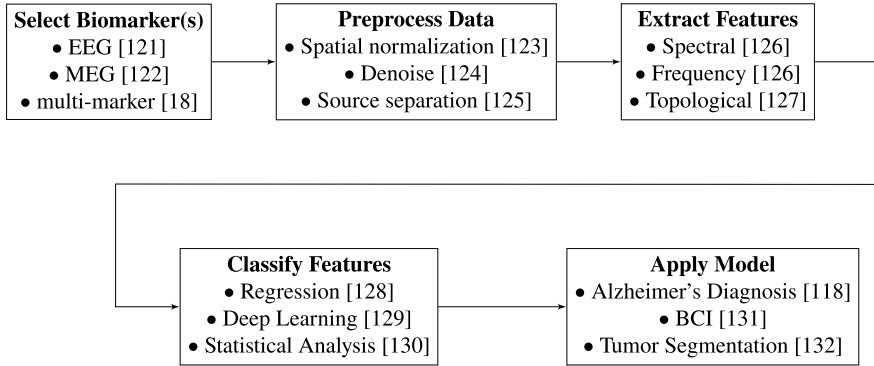 Select Biomarker(s)
• EEG [121]
• MEG [122]
• multi-marker [18]
Preprocess Data
• Spatial normalization [123]
• Denoise [124]
• Source separation [125]
Extract Features
• Spectral [126]
• Frequency [126]
• Topological [127]
Classify Features
• Regression [128]
• Deep Learning [129]
• Statistical Analysis [130]
Apply Model
• Alzheimer's Diagnosis [118]
• BCI [131]
• Tumor Segmentation [132]